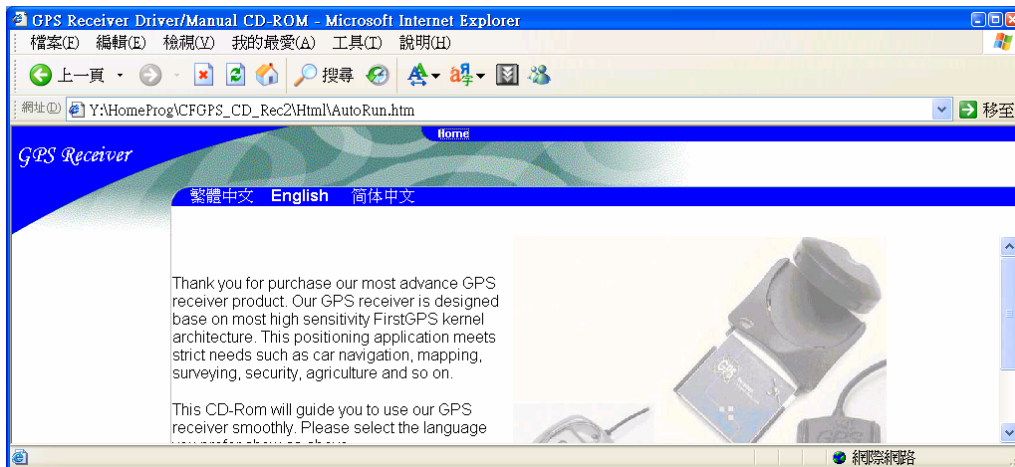 GPS Receiver Driver/Manual CD-ROM - Microsoft Internet Explorer
檔案(F) 編輯(E) 檢視(V) 我的最愛(A) 工具(T) 說明(H)
上一頁 搜尋
網址(D) Y:\HomeProg\CFGPS_CD_Rec2\Html\AutoRun.htm 移至
Home
GPS Receiver
繁體中文 English 简体中文
Thank you for purchase our most advance GPS
receiver product. Our GPS receiver is designed
base on most high sensitivity FirstGPS kernel
architecture. This positioning application meets
strict needs such as car navigation, mapping,
surveying, security, agriculture and so on.
This CD-Rom will guide you to use our GPS
receiver smoothly. Please select the language
GPS
GPS
網際網路